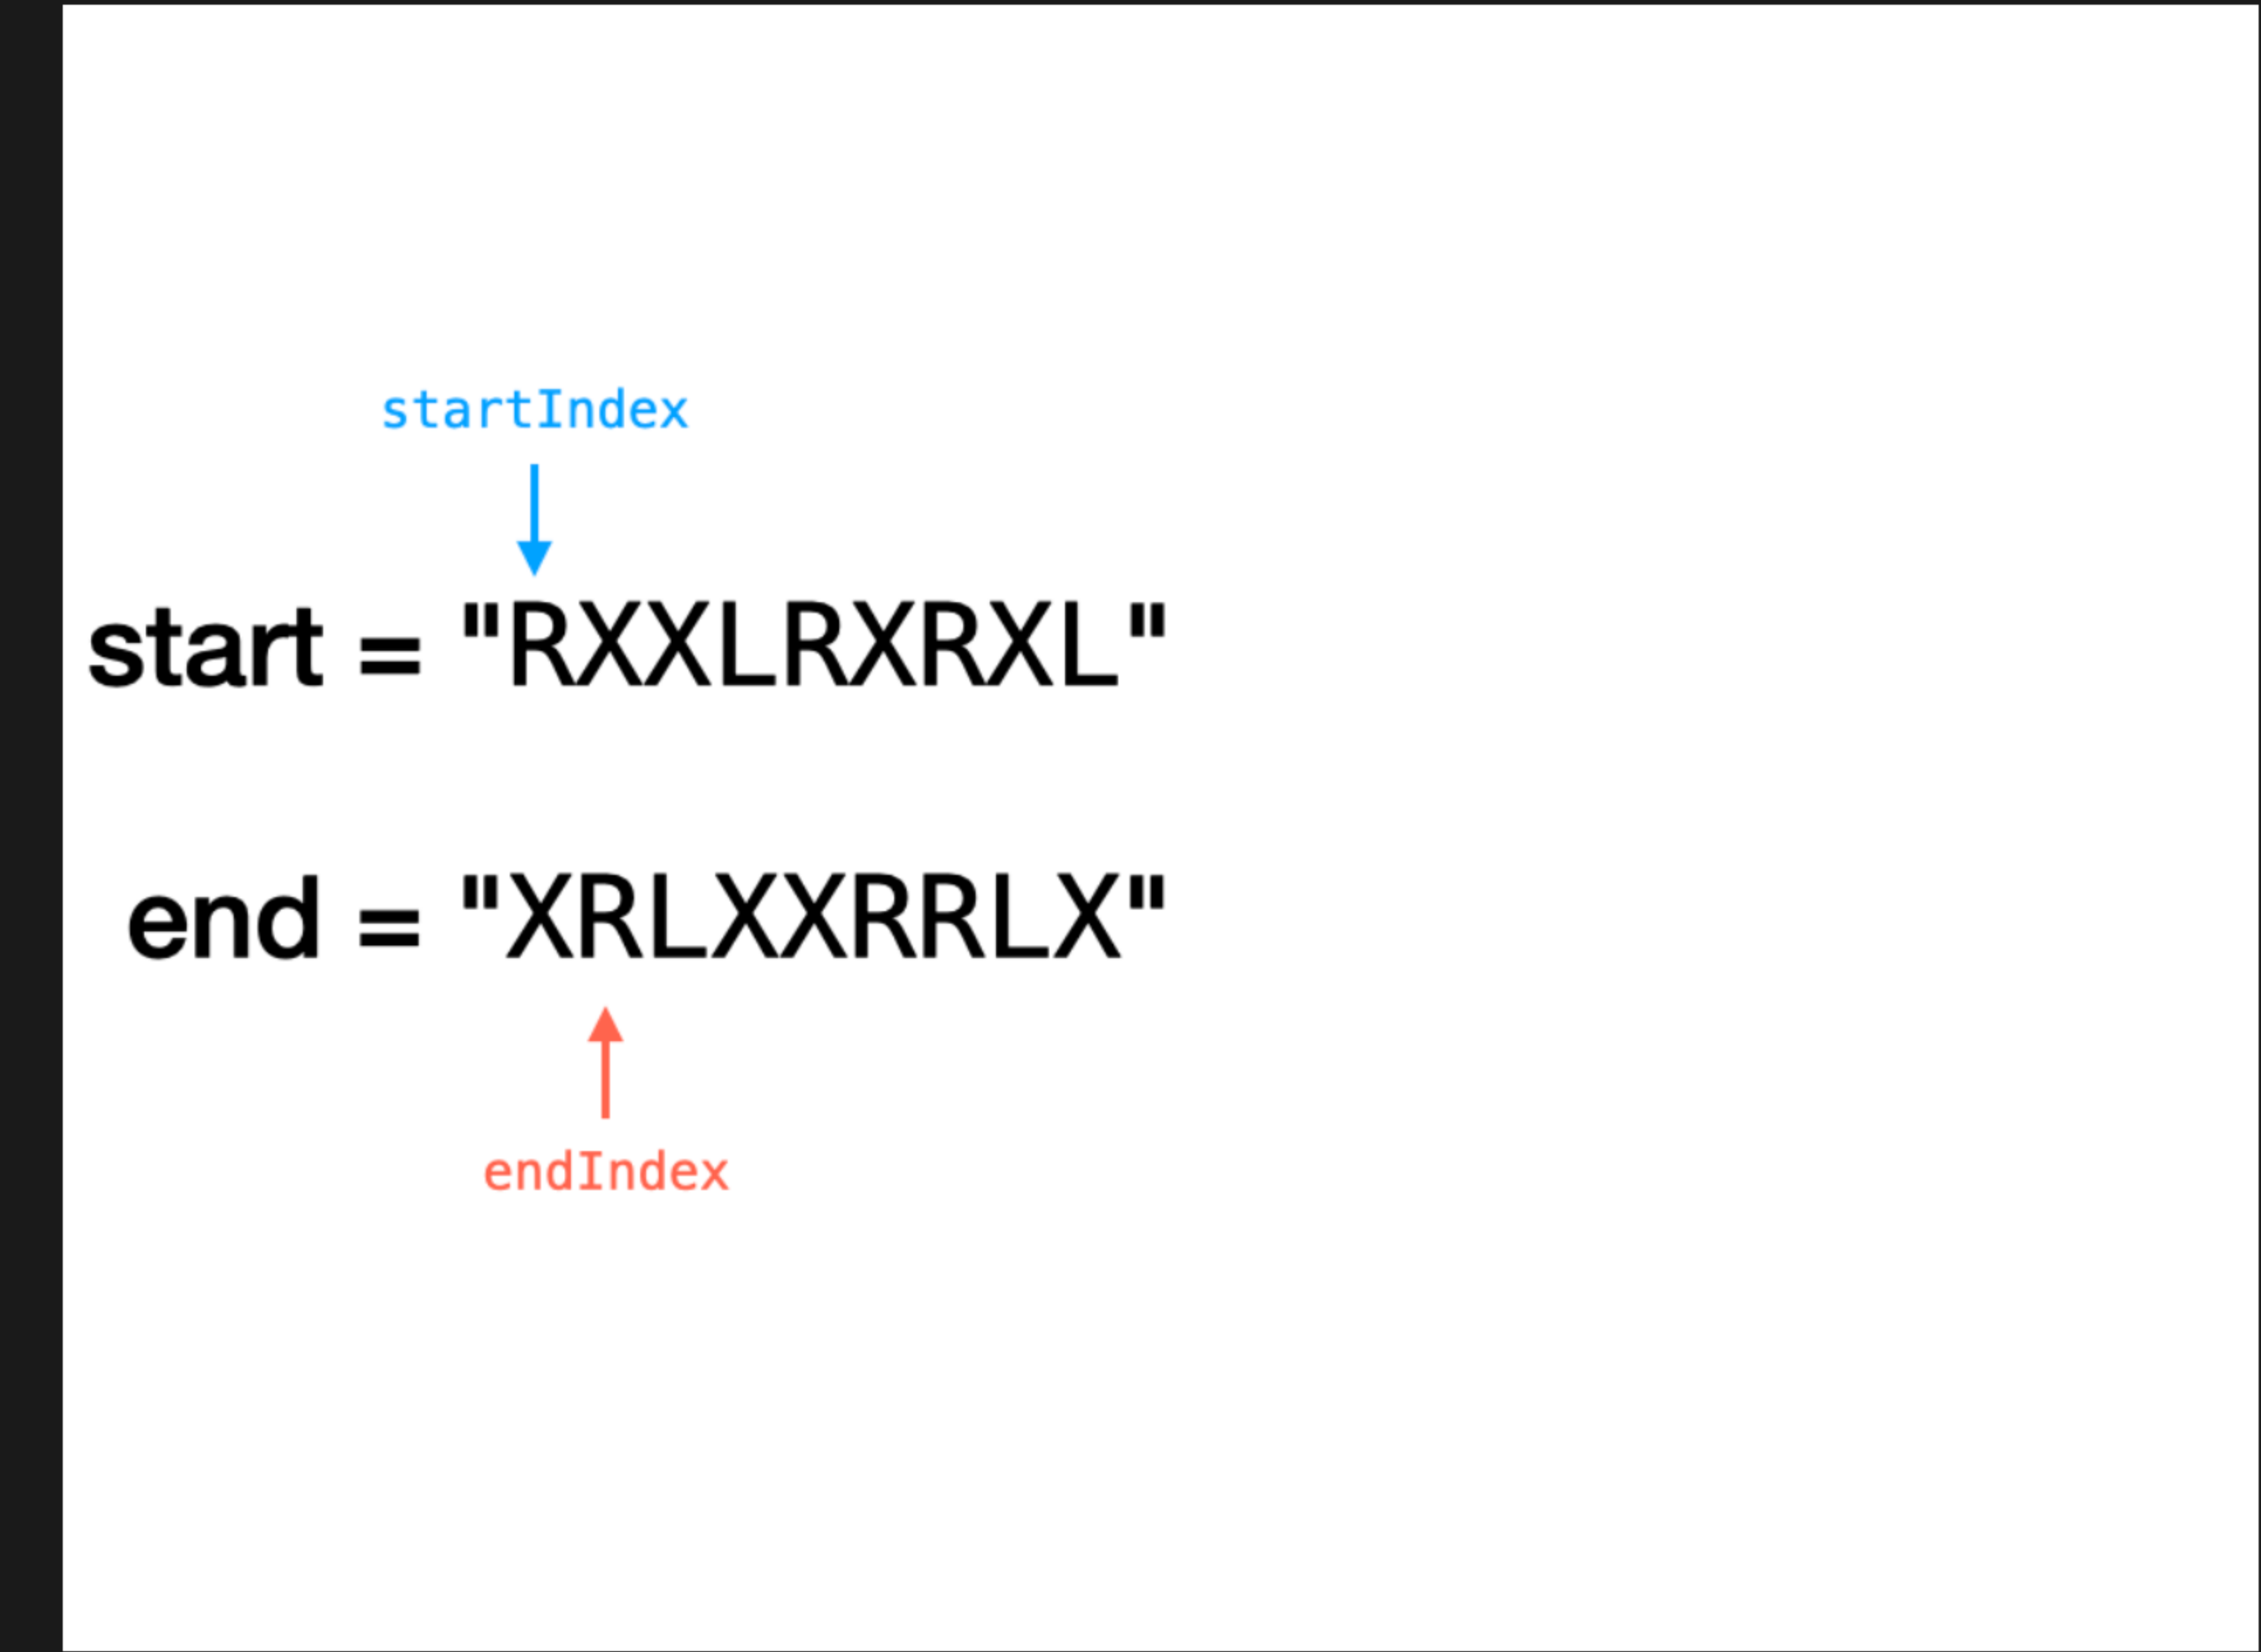 startIndex
start = "RXXLRXRXL"
end = "XRLXXRRLX"
endIndex